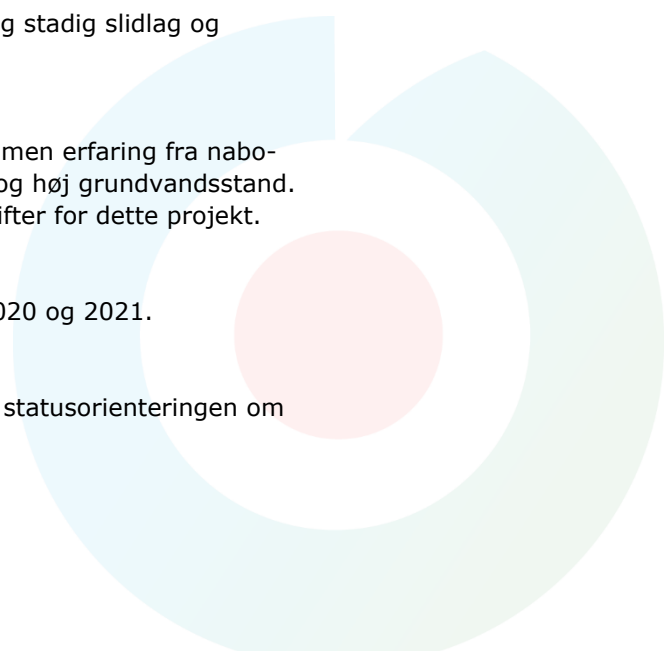 g stadig slidlag og
men erfaring fra nabo-
og høj grundvandsstand.
ifter for dette projekt.
020 og 2021.
statusorienteringen om